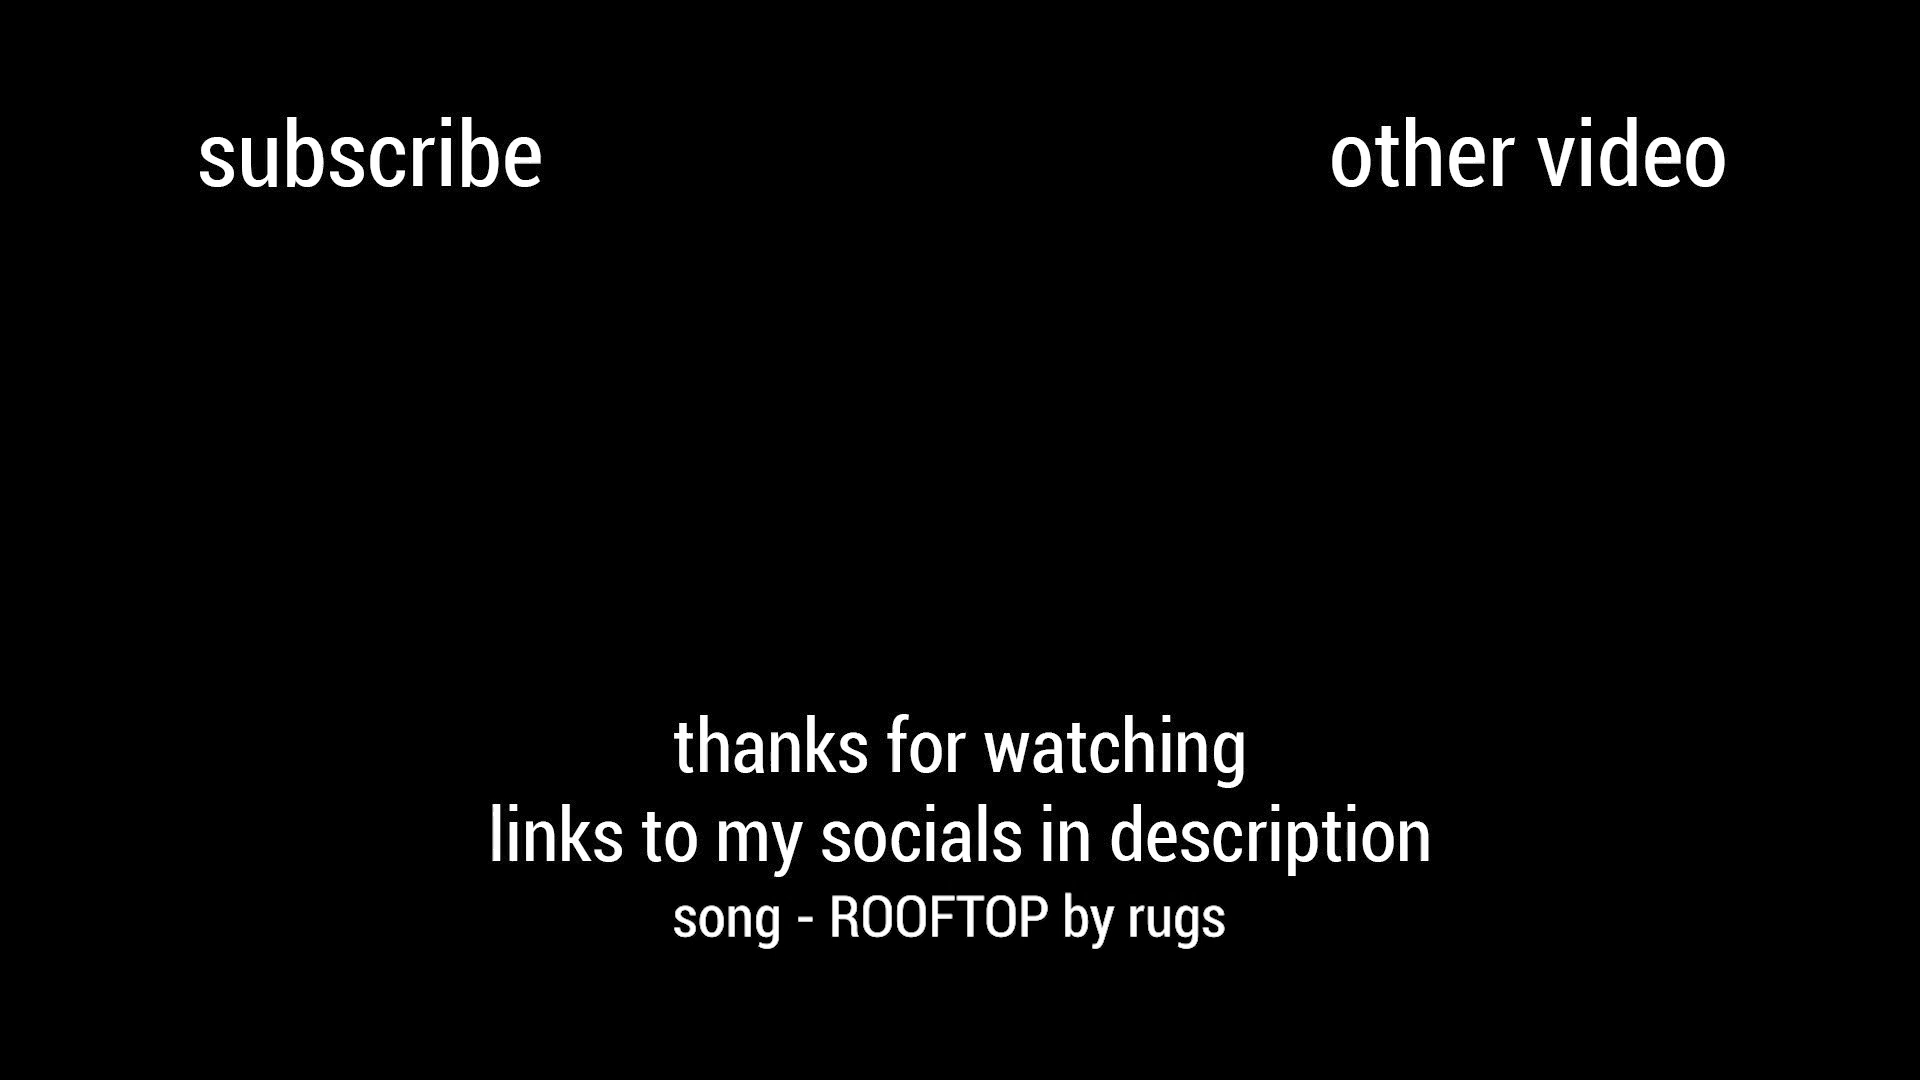 subscribe
other video
thanks for watching
links to my socials in description
song - ROOFTOP by rugs